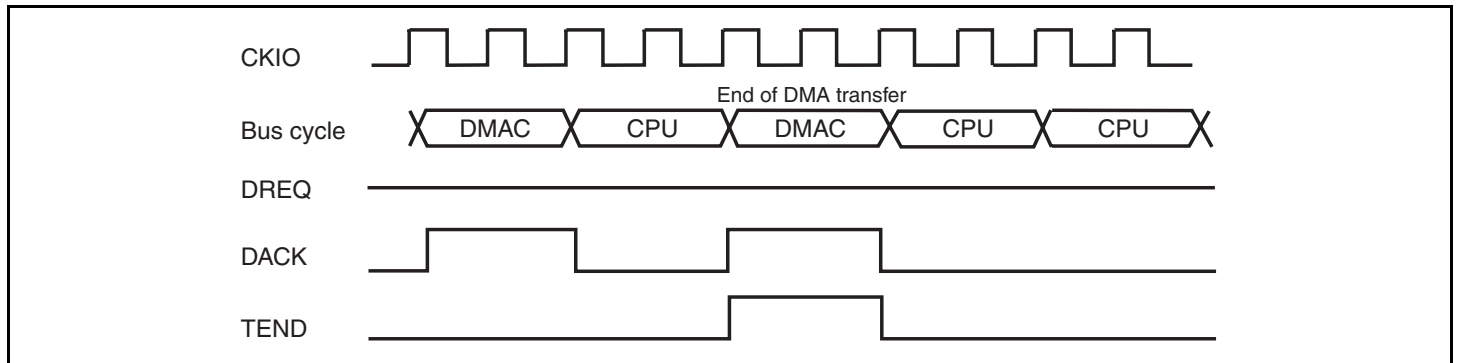 CKIO
End of DMA transfer
Bus cycle DMAC CPU DMAC CPU CPU
DREQ
DACK
TEND